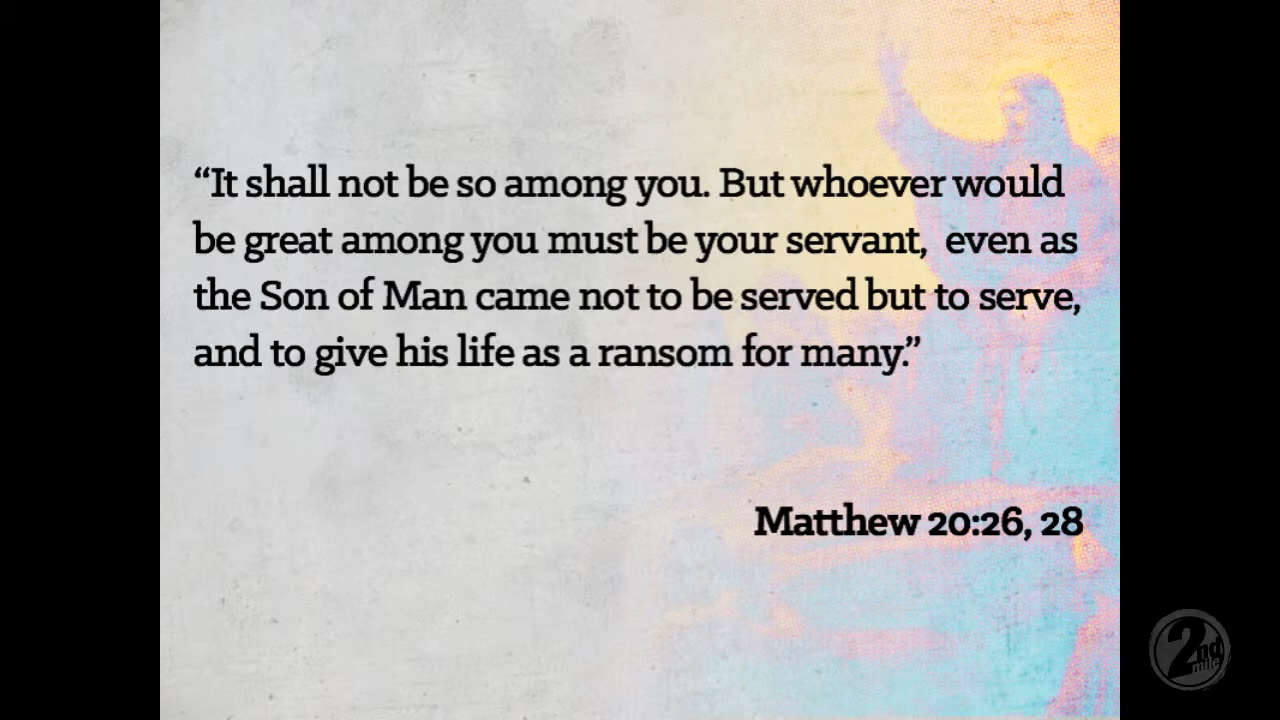 “It shall not be so among you. But whoever would
be great among you must be your servant,  even as
the Son of Man came not to be served but to serve,
and to give his life as a ransom for many.”
Matthew 20:26, 28
2nd
mile